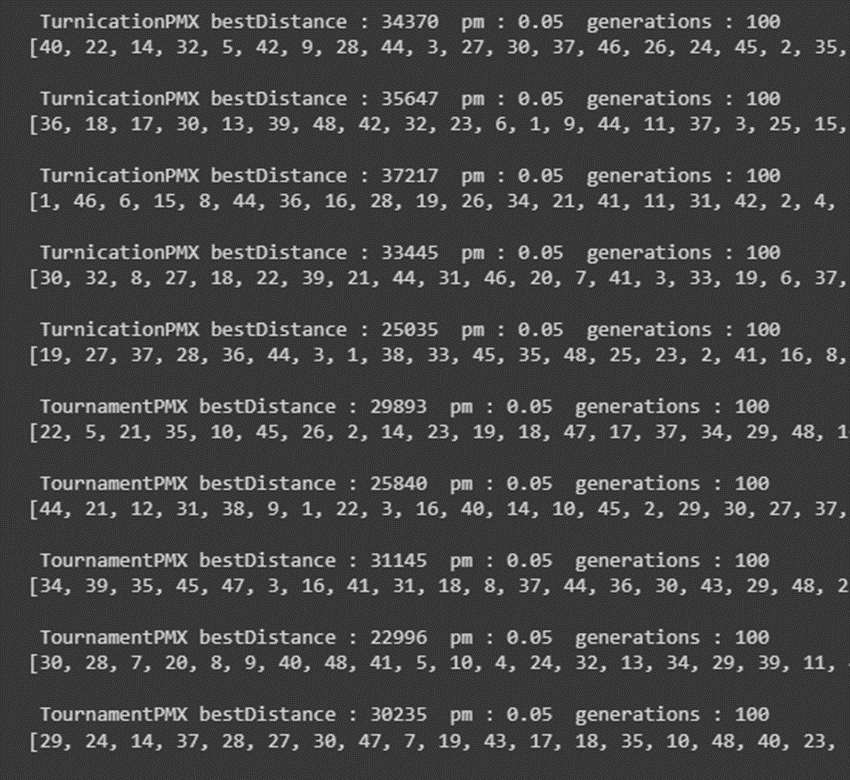 TurnicationPMX bestDistance : 34370 pm : 0.05 generations : 100
[40, 22, 14, 32, 5, 42, 9, 28, 44, 3, 27, 30, 37, 46, 26, 24, 45, 2, 35,
TurnicationPMX bestDistance : 35647 pm : 0.05 generations : 100
[36, 18, 17, 30, 13, 39, 48, 42, 32, 23, 6, 1, 9, 44, 11, 37, 3, 25, 15,
TurnicationPMX bestDistance : 37217 pm : 0.05 generations : 100
[1, 46, 6, 15, 8, 44, 36, 16, 28, 19, 26, 34, 21, 41, 11, 31, 42, 2, 4,
TurnicationPMX bestDistance : 33445 pm : 0.05 generations : 100
[30, 32, 8, 27, 18, 22, 39, 21, 44, 31, 46, 20, 7, 41, 3, 33, 19, 6, 37,
TurnicationPMX bestDistance : 25035 pm : 0.05 generations : 100
[19, 27, 37, 28, 36, 44, 3, 1, 38, 33, 45, 35, 48, 25, 23, 2, 41, 16, 8,
TournamentPMX bestDistance : 29893 pm : 0.05 generations : 100
[22, 5, 21, 35, 10, 45, 26, 2, 14, 23, 19, 18, 47, 17, 37, 34, 29, 48, 1
TournamentPMX bestDistance : 25840 pm : 0.05 generations : 100
[44, 21, 12, 31, 38, 9, 1, 22, 3, 16, 40, 14, 10, 45, 2, 29, 30, 27, 37,
TournamentPMX bestDistance : 31145 pm : 0.05 generations : 100
[34, 39, 35, 45, 47, 3, 16, 41, 31, 18, 8, 37, 44, 36, 30, 43, 29, 48, 2
TournamentPMX bestDistance : 22996 pm : 0.05 generations : 100
[30, 28, 7, 20, 8, 9, 40, 48, 41, 5, 10, 4, 24, 32, 13, 34, 29, 39, 11,
TournamentPMX bestDistance : 30235 pm : 0.05 generations : 100
[29, 24, 14, 37, 28, 27, 30, 47, 7, 19, 43, 17, 18, 35, 10, 48, 40, 23,